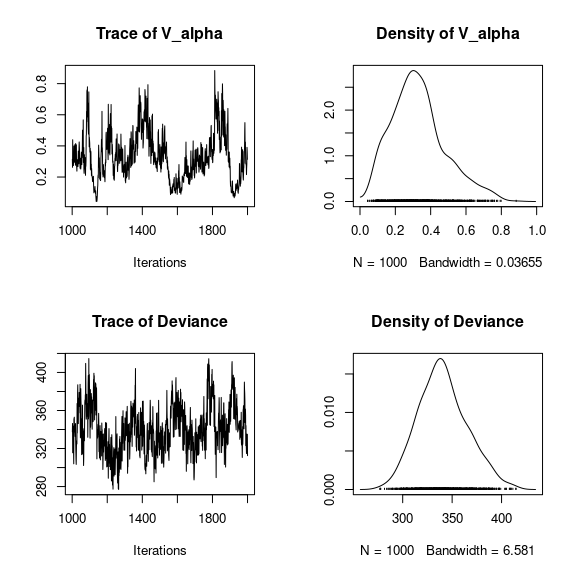 Trace of V_alpha
0.2 0.4 0.6 0.8
1000 1400 1800
Iterations
Density of V_alpha
0.0 1.0 2.0
0.0 0.2 0.4 0.6 0.8 1.0
N = 1000 Bandwidth = 0.03655
Trace of Deviance
280 320 360 400
1000 1400 1800
Iterations
Density of Deviance
0.000 0.010
300 350 400
N = 1000 Bandwidth = 6.581